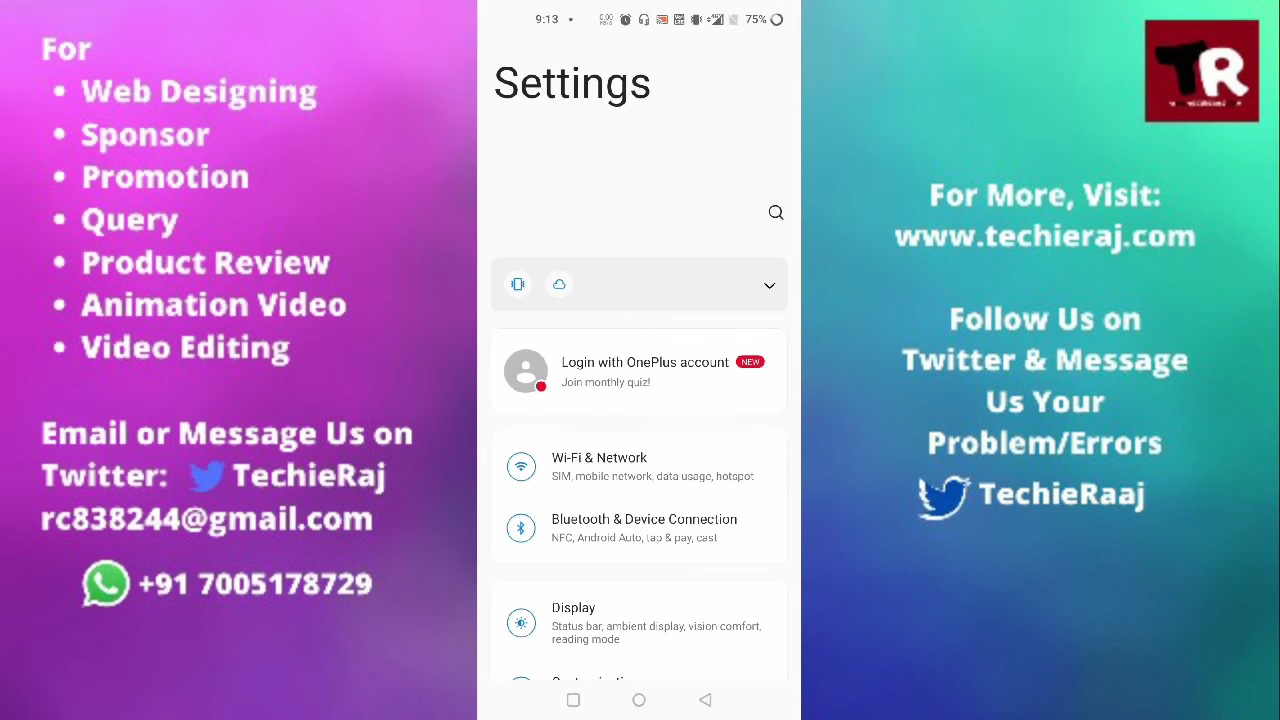 For
• Web Designing
• Sponsor
• Promotion
• Query
• Product Review
• Animation Video
• Video Editing
Email or Message Us on
Twitter: TechieRaj
rc838244@gmail.com
+91 7005178729
9:13
75%
Settings
Login with OnePlus account NEW
Join monthly quiz!
Wi-Fi & Network
SIM, mobile network, data usage, hotspot
Bluetooth & Device Connection
NFC, Android Auto, tap & pay, cast
Display
Status bar, ambient display, vision comfort,
reading mode
TR
For More, Visit:
www.techieraj.com
Follow Us on
Twitter & Message
Us Your
Problem/Errors
TechieRaaj